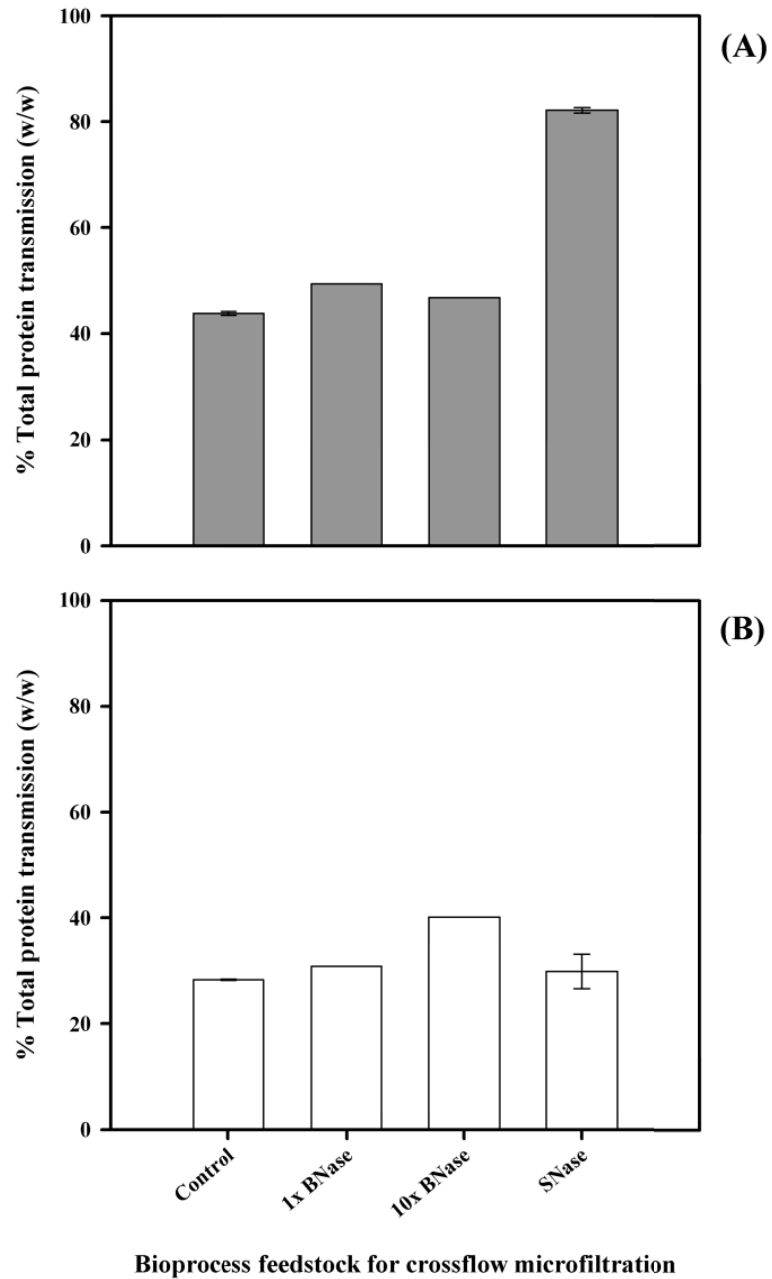 100
80
60
40
20
0
% Total protein transmission (w/w)
(A)
100
80
60
40
20
0
% Total protein transmission (w/w)
(B)
Control
1x BNase
10x BNase
SNase
Bioprocess feedstock for crossflow microfiltration